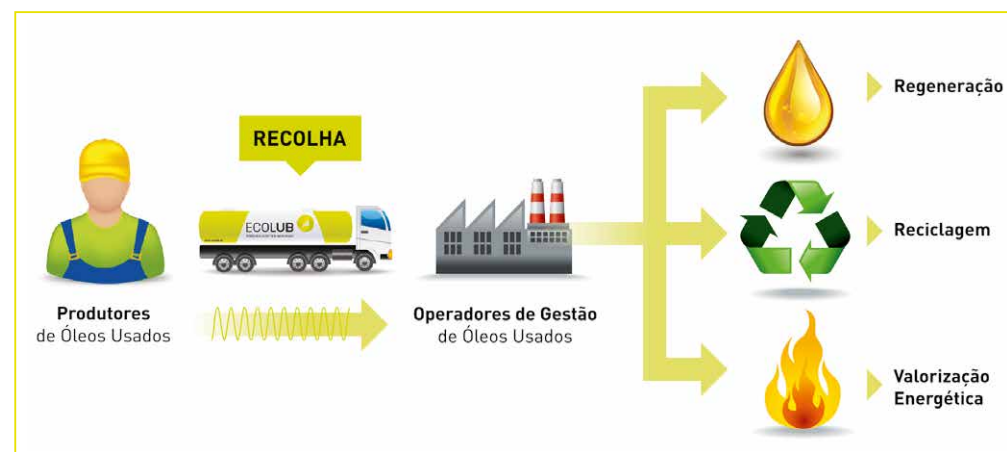 RECOLHA
ECOLUB
Produtores
de Óleos Usados
Operadores de Gestão
de Óleos Usados
Regeneração
Reciclagem
Valorização
Energética